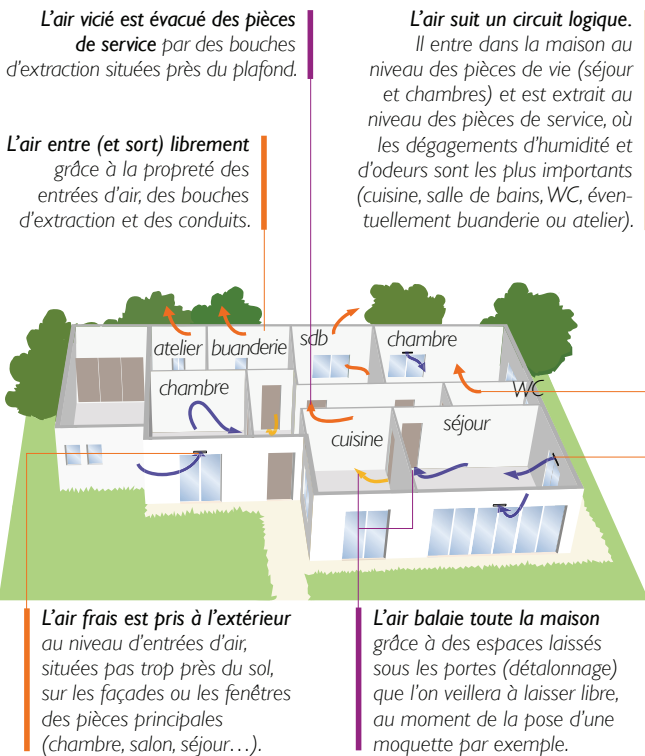 L'air vicié est évacué des pièces
de service par des bouches
d'extraction situées près du plafond.
L'air entre (et sort) librement
grâce à la propreté des
entrées d'air, des bouches
d'extraction et des conduits.
L'air suit un circuit logique.
Il entre dans la maison au
niveau des pièces de vie (séjour
et chambres) et est extrait au
niveau des pièces de service, où
les dégagements d'humidité et
d'odeurs sont les plus importants
(cuisine, salle de bains, WC, éven-
tuellement buanderie ou atelier).
atelier buanderie sdb chambre
chambre
WC
cuisine séjour
L'air frais est pris à l'extérieur
au niveau d'entrées d'air,
situées pas trop près du sol,
sur les façades ou les fenêtres
des pièces principales
(chambre, salon, séjour…).
L'air balaie toute la maison
grâce à des espaces laissés
sous les portes (détalonnage)
que l'on veillera à laisser libre,
au moment de la pose d'une
moquette par exemple.